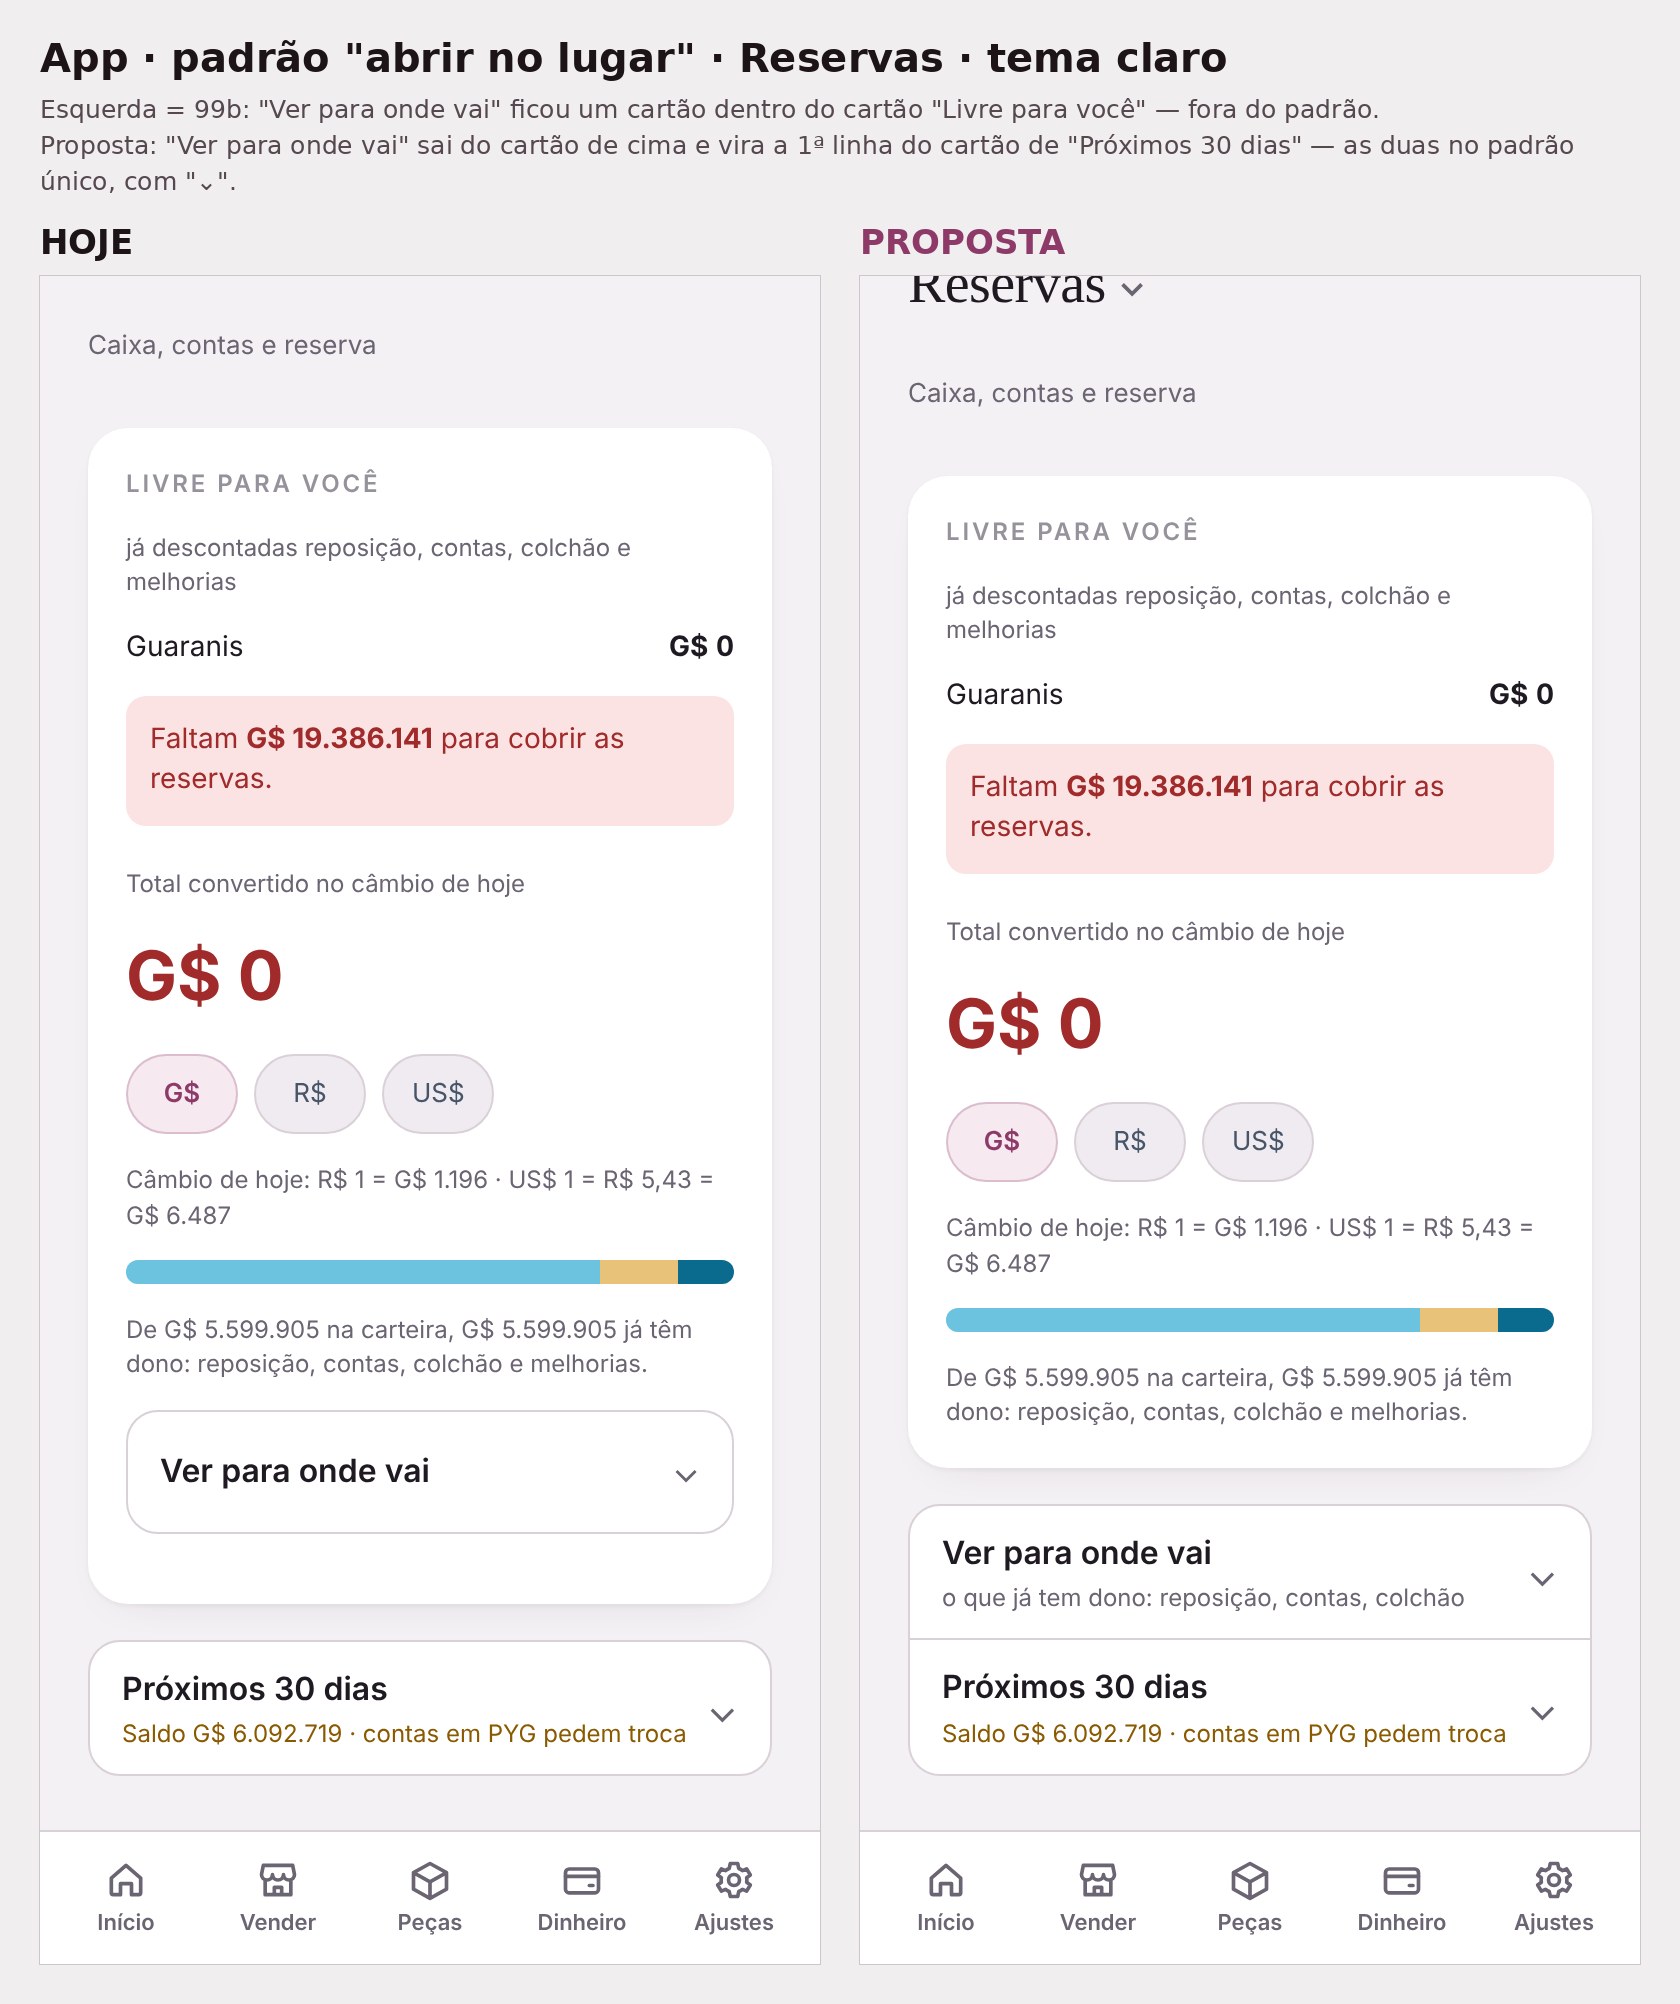 App · padrão "abrir no lugar" · Reservas · tema claro
Esquerda = 99b: "Ver para onde vai" ficou um cartão dentro do cartão "Livre para você" — fora do padrão.
Proposta: "Ver para onde vai" sai do cartão de cima e vira a 1ª linha do cartão de "Próximos 30 dias" — as duas no padrão
único, com "⌄".
HOJE
Caixa, contas e reserva
LIVRE PARA VOCÊ
já descontadas reposição, contas, colchão e
melhorias
Guaranis G$ 0
Faltam G$ 19.386.141 para cobrir as
reservas.
Total convertido no câmbio de hoje
G$ 0
G$ R$ US$
Câmbio de hoje: R$ 1 = G$ 1.196 · US$ 1 = R$ 5,43 =
G$ 6.487
De G$ 5.599.905 na carteira, G$ 5.599.905 já têm
dono: reposição, contas, colchão e melhorias.
Ver para onde vai
Próximos 30 dias
Saldo G$ 6.092.719 · contas em PYG pedem troca
Início Vender Peças Dinheiro Ajustes
PROPOSTA
Reservas
Caixa, contas e reserva
LIVRE PARA VOCÊ
já descontadas reposição, contas, colchão e
melhorias
Guaranis G$ 0
Faltam G$ 19.386.141 para cobrir as
reservas.
Total convertido no câmbio de hoje
G$ 0
G$ R$ US$
Câmbio de hoje: R$ 1 = G$ 1.196 · US$ 1 = R$ 5,43 =
G$ 6.487
De G$ 5.599.905 na carteira, G$ 5.599.905 já têm
dono: reposição, contas, colchão e melhorias.
Ver para onde vai
o que já tem dono: reposição, contas, colchão
Próximos 30 dias
Saldo G$ 6.092.719 · contas em PYG pedem troca
Início Vender Peças Dinheiro Ajustes